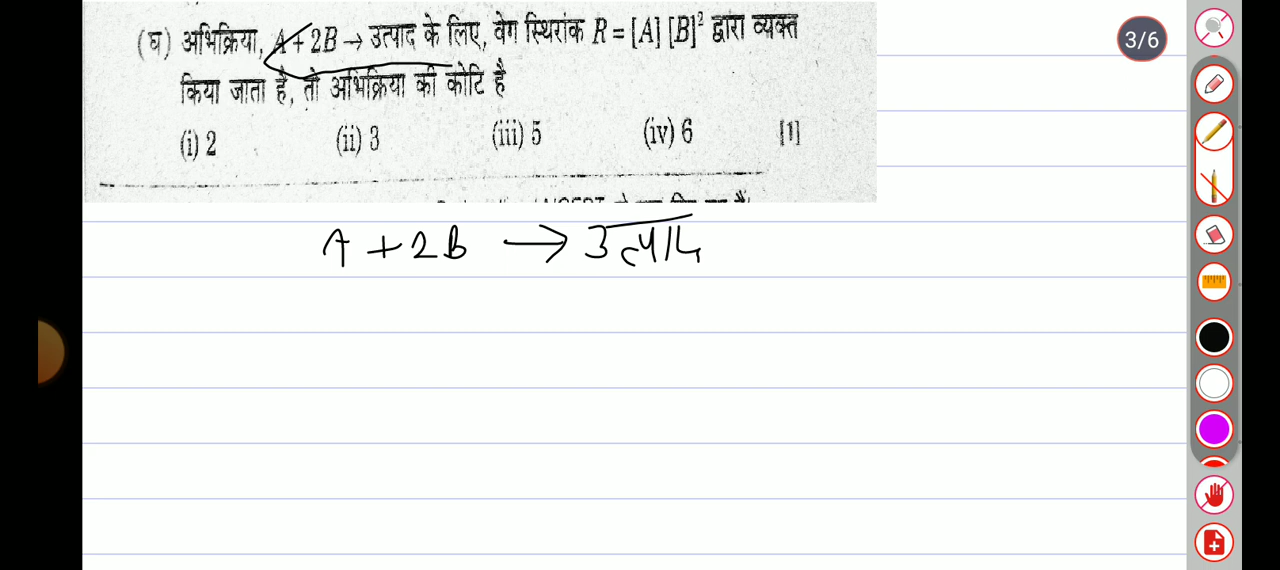 3/6
(घ) अभिक्रिया, A + 2B → उत्पाद के लिए, वेग स्थिरांक R = [A] [B]² द्वारा व्यक्त
किया जाता है, तो अभिक्रिया की कोटि है
(i) 2 (ii) 3 (iii) 5 (iv) 6 [1]
A + 2B → उत्पाद